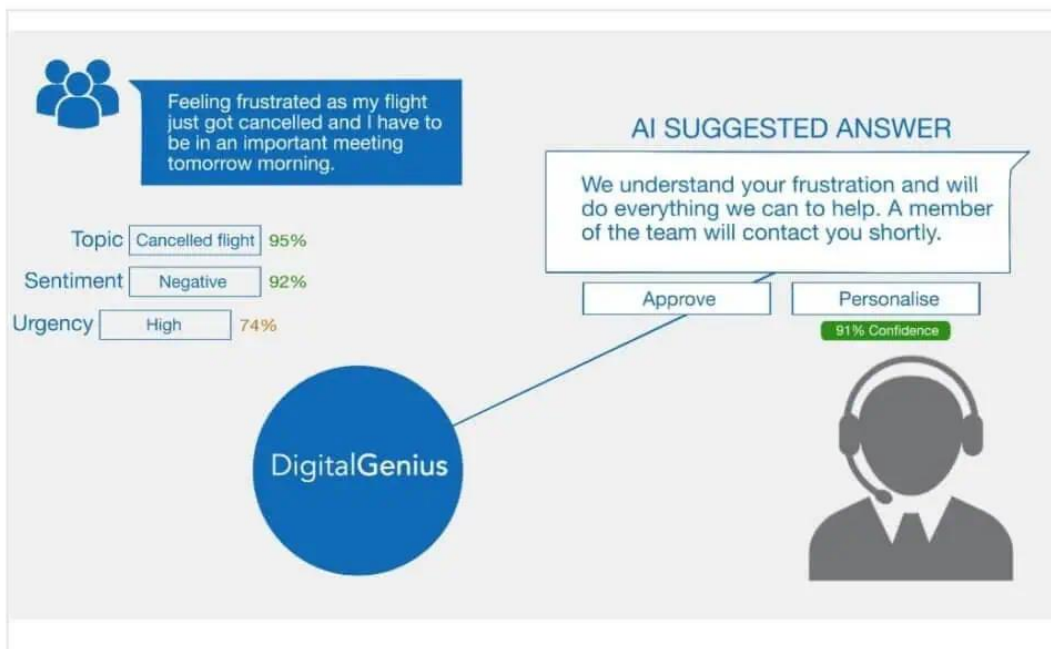 Feeling frustrated as my flight
just got cancelled and I have to
be in an important meeting
tomorrow morning.
Topic Cancelled flight 95%
Sentiment Negative 92%
Urgency High 74%
DigitalGenius
AI SUGGESTED ANSWER
We understand your frustration and will
do everything we can to help. A member
of the team will contact you shortly.
Approve Personalise
91% Confidence